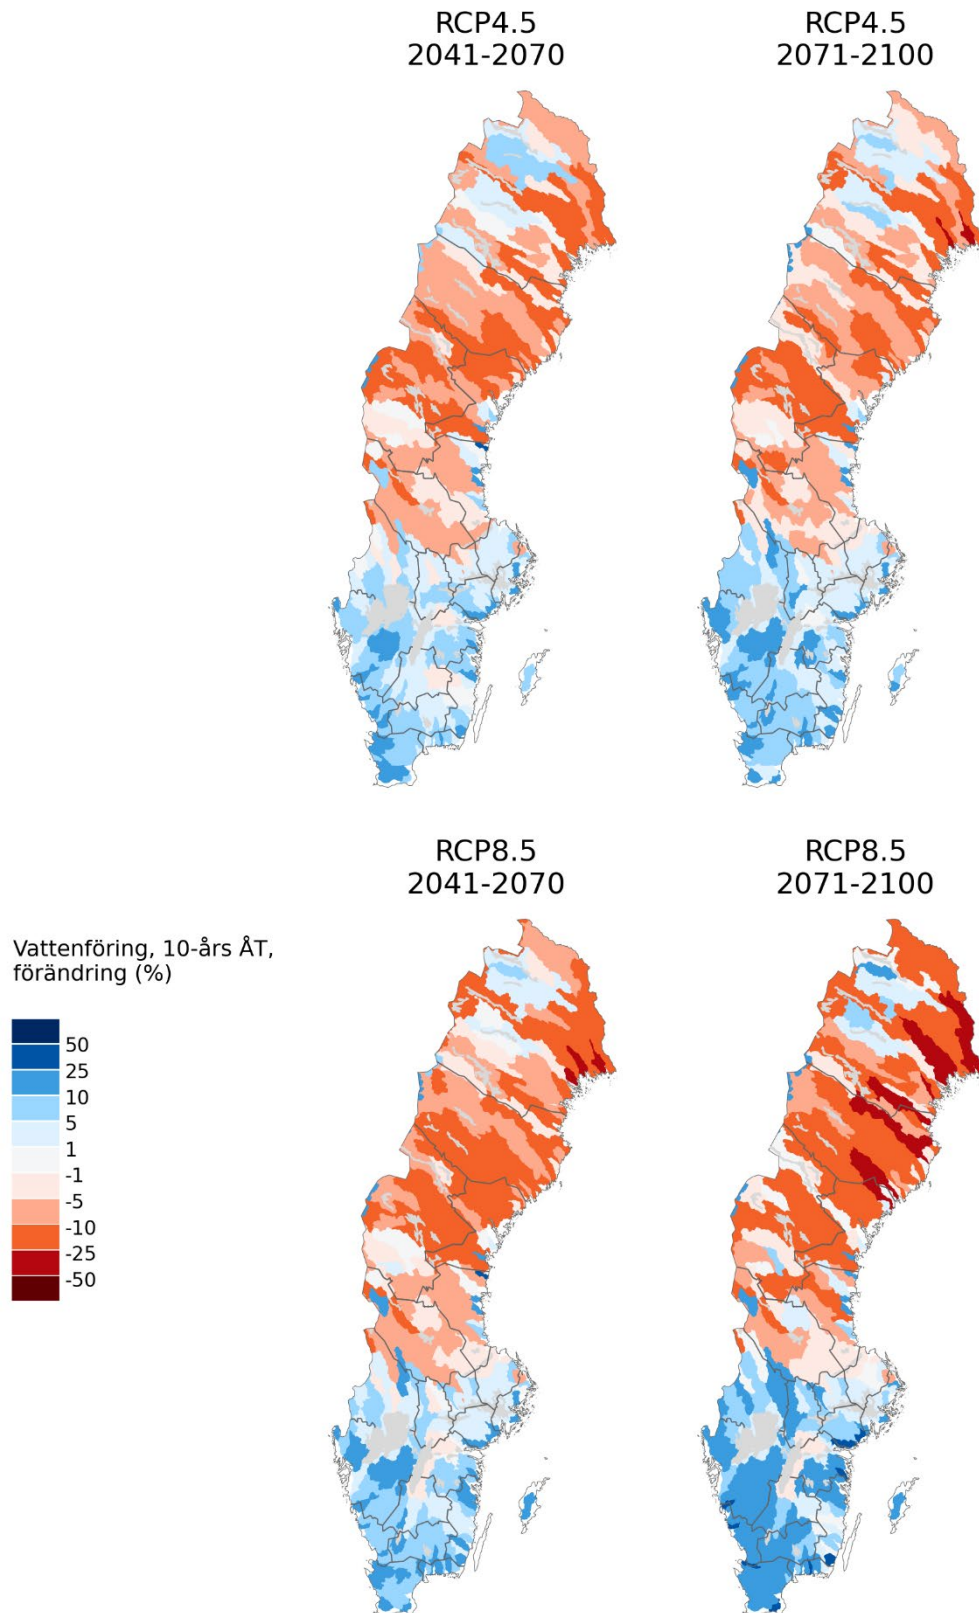 RCP4.5
2041-2070
RCP4.5
2071-2100
RCP8.5
2041-2070
RCP8.5
2071-2100
Vattenföring, 10-års ÅT,
förändring (%)
50
25
10
5
1
-1
-5
-10
-25
-50